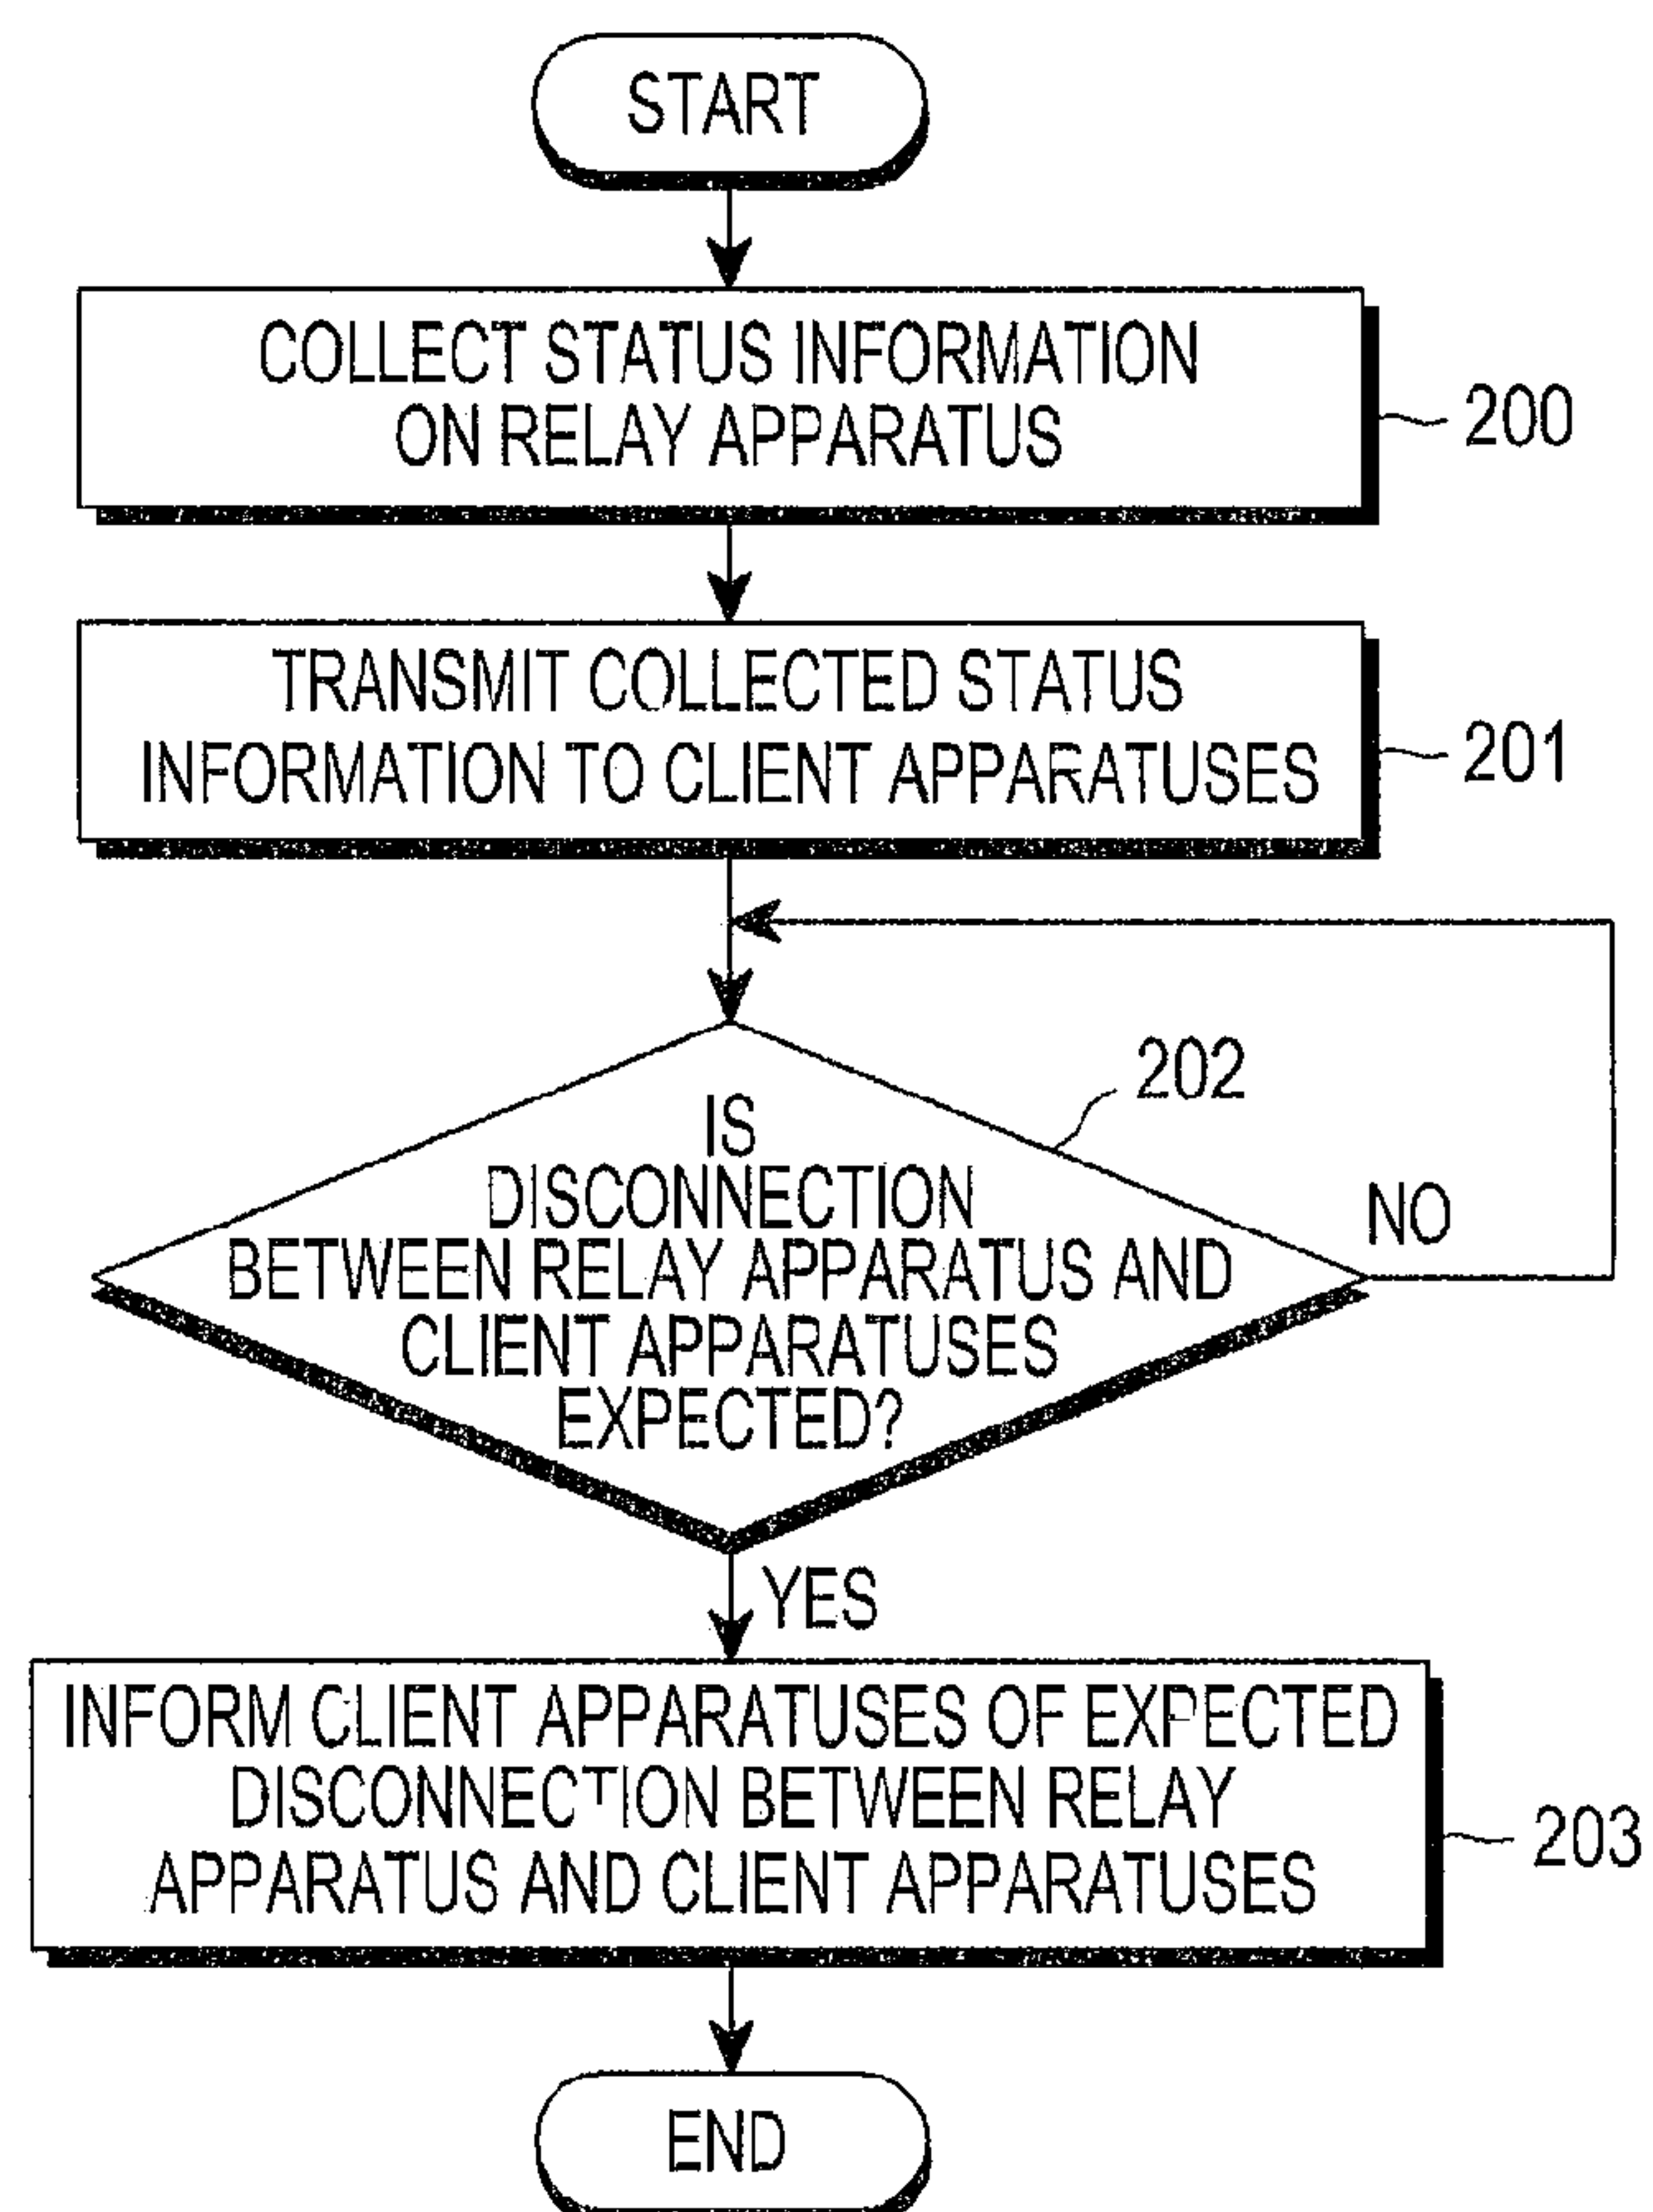 START
COLLECT STATUS INFORMATION
ON RELAY APPARATUS
200
TRANSMIT COLLECTED STATUS
INFORMATION TO CLIENT APPARATUSES
201
202
IS
DISCONNECTION
BETWEEN RELAY APPARATUS AND
CLIENT APPARATUSES
EXPECTED?
NO
YES
INFORM CLIENT APPARATUSES OF EXPECTED
DISCONNECTION BETWEEN RELAY
APPARATUS AND CLIENT APPARATUSES
203
END